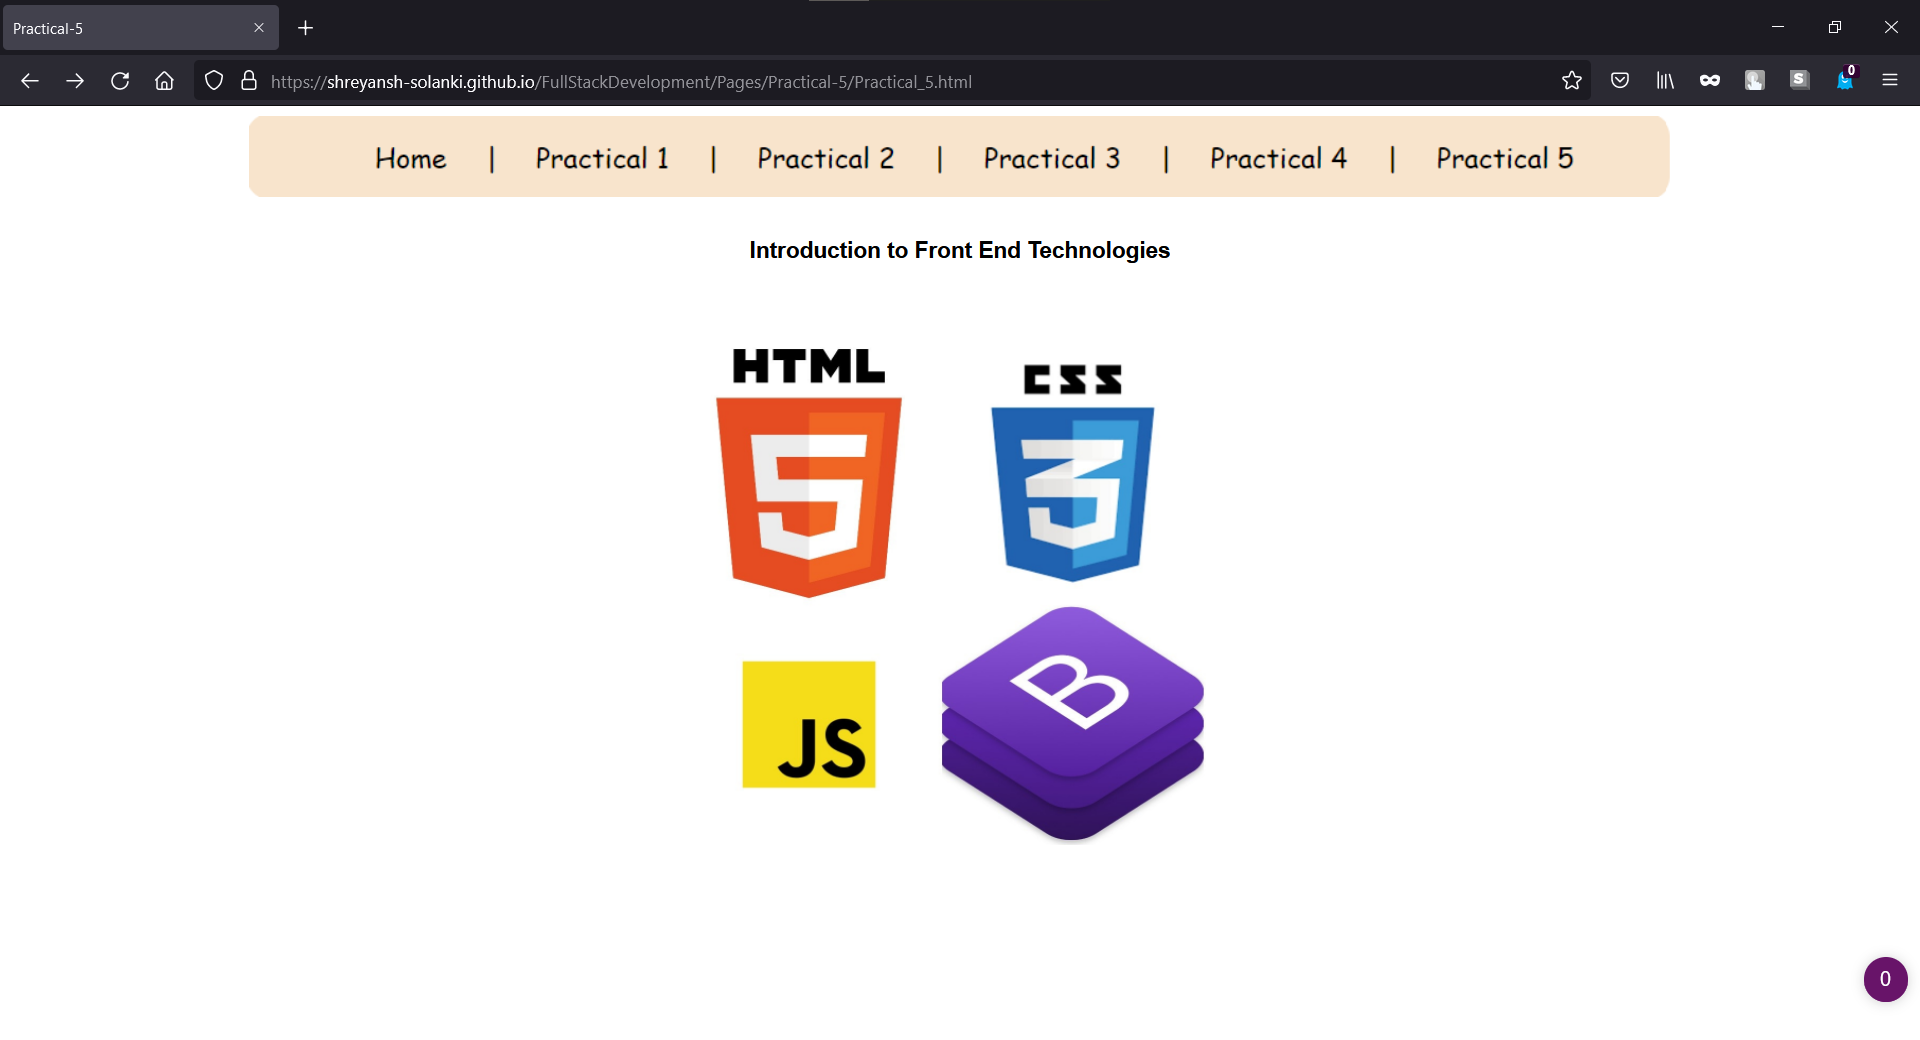 Practical-5
https://shreyansh-solanki.github.io/FullStackDevelopment/Pages/Practical-5/Practical_5.html
S
0
Home | Practical 1 | Practical 2 | Practical 3 | Practical 4 | Practical 5
Introduction to Front End Technologies
HTML
5
CSS
3
JS
B
0